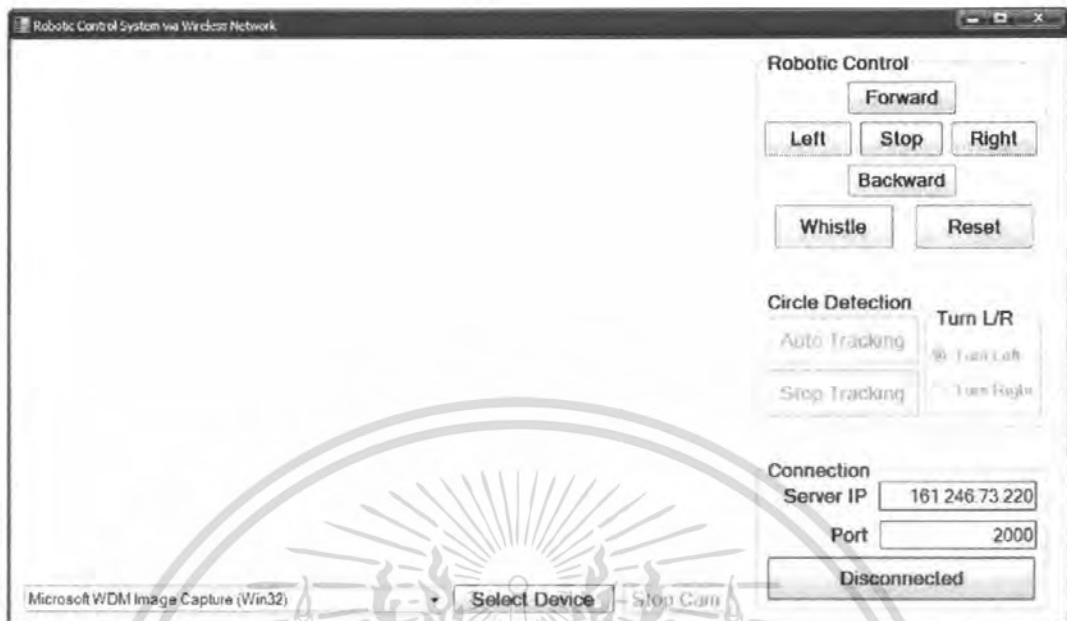 Robotic Control System via Wireless Network
Robotic Control
Forward
Left Stop Right
Backward
Whistle Reset
Circle Detection
Turn L/R
Auto Tracking
Turn Left
Stop Tracking
Turn Right
Connection
Server IP 161.246.73.220
Port 2000
Disconnected
Microsoft WDM Image Capture (Win32) Select Device Stop Cam